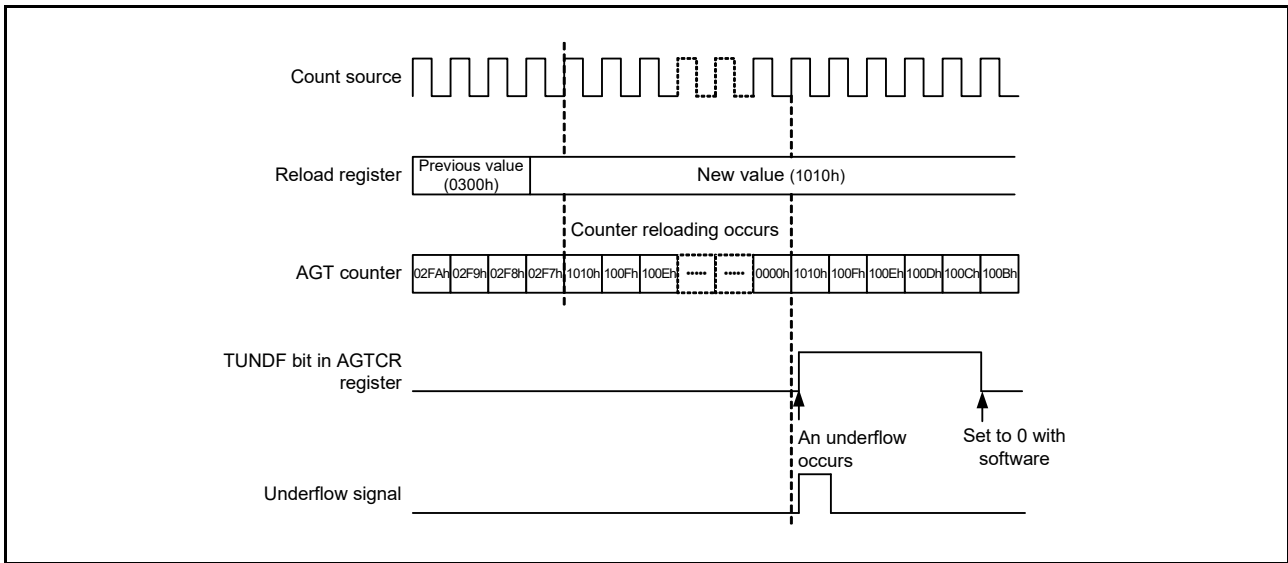 Count source
Reload register
Previous value
(0300h)
New value (1010h)
Counter reloading occurs
AGT counter
02FAh 02F9h 02F8h 02F7h 1010h 100Fh 100Eh ••••• ••••• 0000h 1010h 100Fh 100Eh 100Dh 100Ch 100Bh
TUNDF bit in AGTCR
register
An underflow
occurs
Set to 0 with
software
Underflow signal